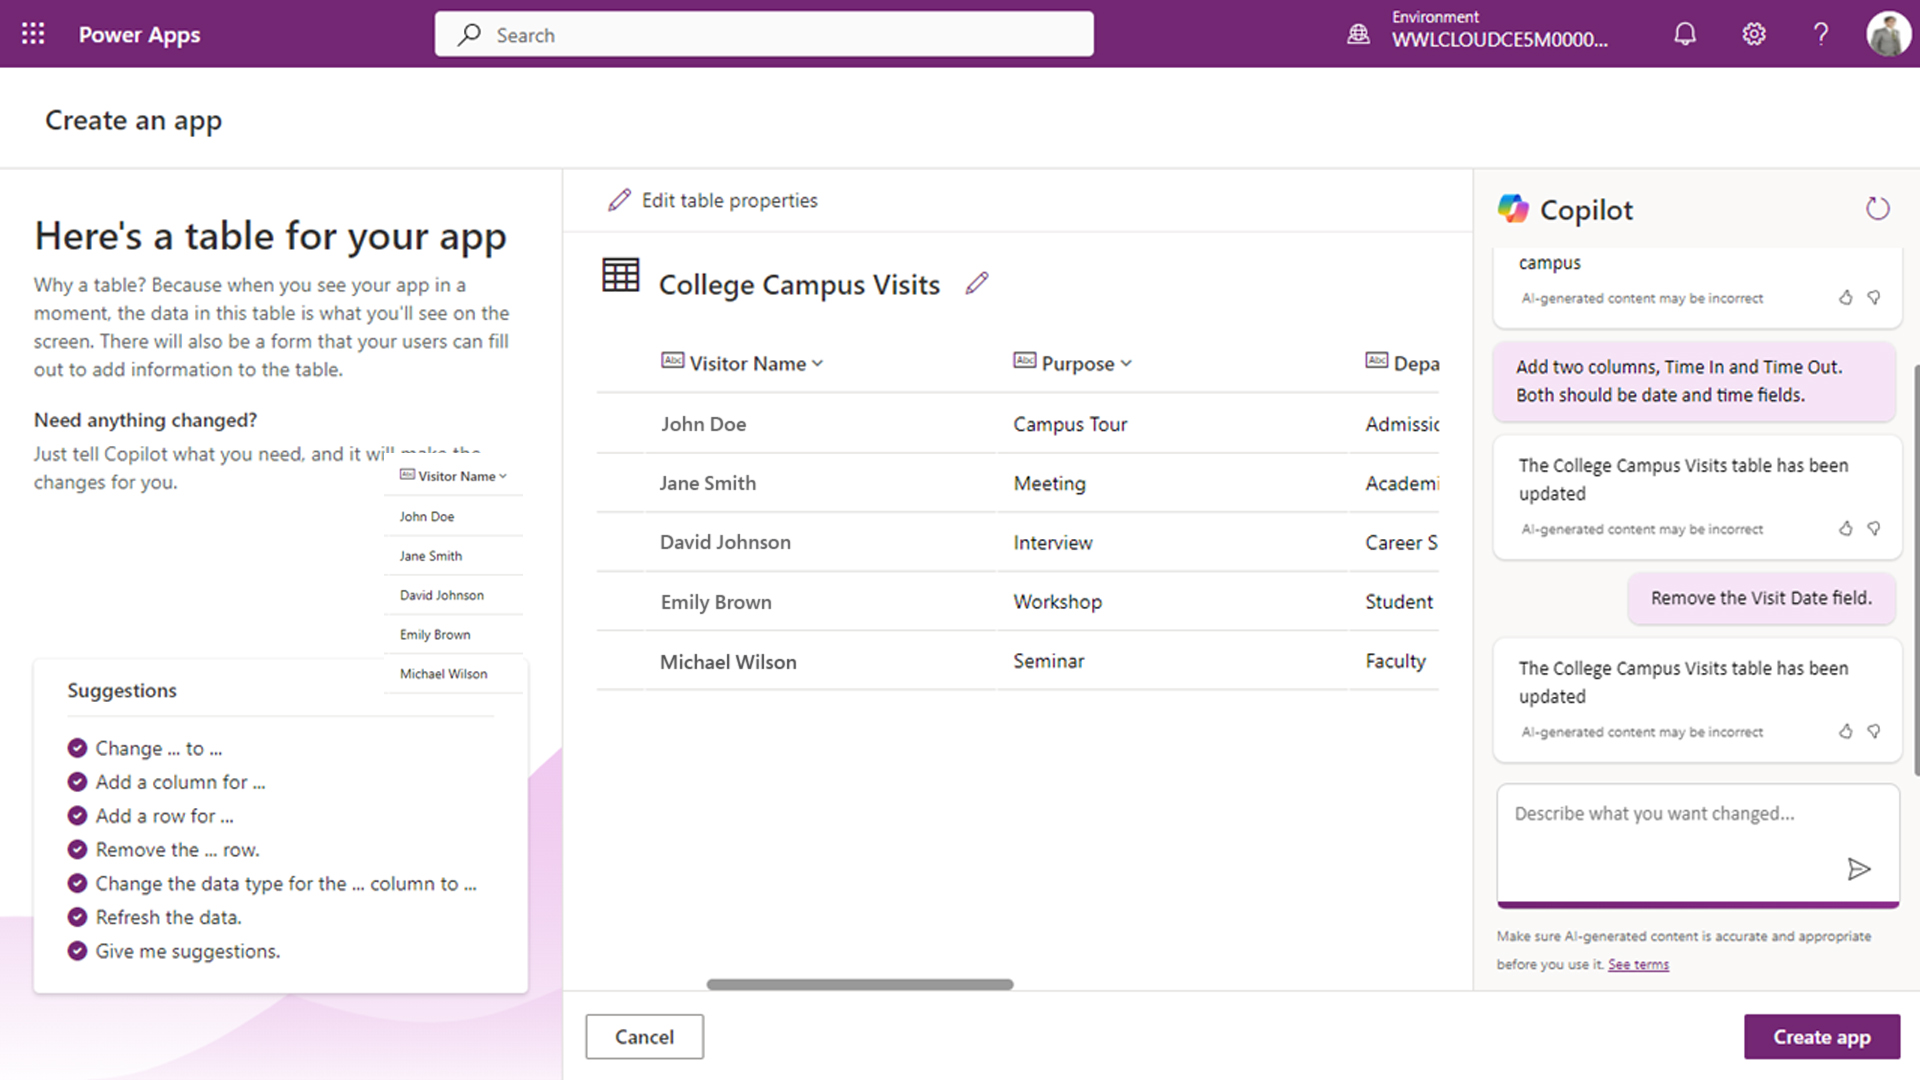 Power Apps
Search
Environment
WWLCLOUDCE5M0000...
Create an app
Here's a table for your app
Why a table? Because when you see your app in a
moment, the data in this table is what you'll see on the
screen. There will also be a form that your users can fill
out to add information to the table.
Need anything changed?
Just tell Copilot what you need, and it will make the
changes for you.
Abc Visitor Name
John Doe
Jane Smith
David Johnson
Emily Brown
Michael Wilson
Suggestions
Change ... to ...
Add a column for ...
Add a row for ...
Remove the ... row.
Change the data type for the ... column to ...
Refresh the data.
Give me suggestions.
Edit table properties
College Campus Visits
Abc Visitor Name Abc Purpose Abc Depa
John Doe Campus Tour Admissic
Jane Smith Meeting Academi
David Johnson Interview Career S
Emily Brown Workshop Student
Michael Wilson Seminar Faculty
Cancel
Copilot
campus
AI-generated content may be incorrect
Add two columns, Time In and Time Out.
Both should be date and time fields.
The College Campus Visits table has been
updated
AI-generated content may be incorrect
Remove the Visit Date field.
The College Campus Visits table has been
updated
AI-generated content may be incorrect
Describe what you want changed...
Make sure AI-generated content is accurate and appropriate
before you use it. See terms
Create app